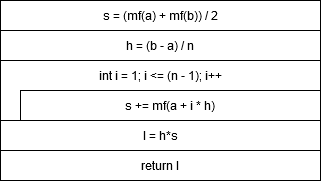 s = (mf(a) + mf(b)) / 2
h = (b - a) / n
int i = 1; i <= (n - 1); i++
s += mf(a + i * h)
I = h*s
return I